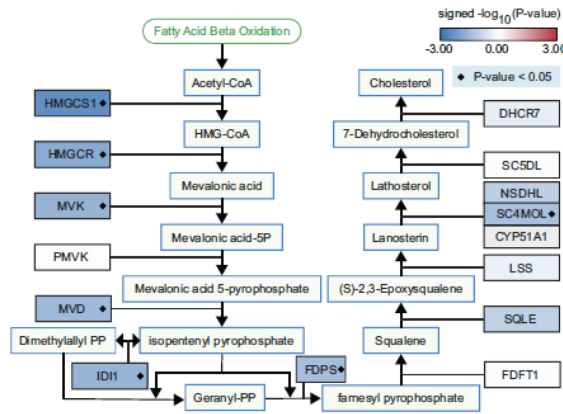 signed -log10(P-value)
-3.00 0.00 3.00
◆ P-value < 0.05
Fatty Acid Beta Oxidation
Acetyl-CoA
HMGCS1 ◆
HMG-CoA
HMGCR ◆
Mevalonic acid
MVK ◆
Mevalonic acid-5P
PMVK
Mevalonic acid 5-pyrophosphate
MVD ◆
Dimethylallyl PP
isopentenyl pyrophosphate
IDI1 ◆
Geranyl-PP
FDPS ◆
farnesyl pyrophosphate
FDFT1
Squalene
SQLE
(S)-2,3-Epoxysqualene
LSS
Lanosterin
CYP51A1
SC4MOL ◆
NSDHL
Lathosterol
SC5DL
7-Dehydrocholesterol
DHCR7
Cholesterol